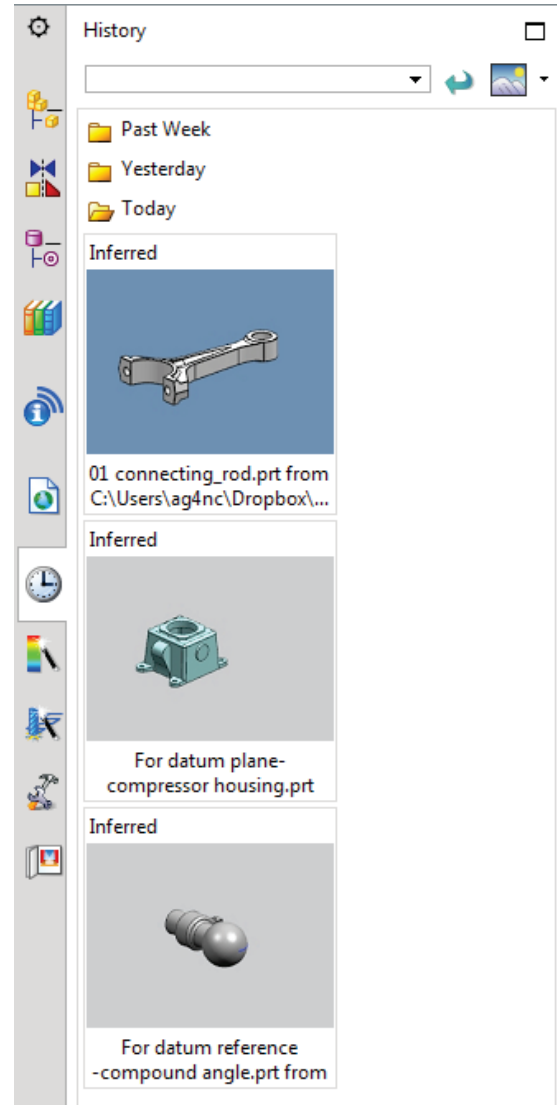 History
Past Week
Yesterday
Today
Inferred
01 connecting_rod.prt from
C:\Users\ag4nc\Dropbox\...
Inferred
For datum plane-
compressor housing.prt
Inferred
For datum reference
-compound angle.prt from